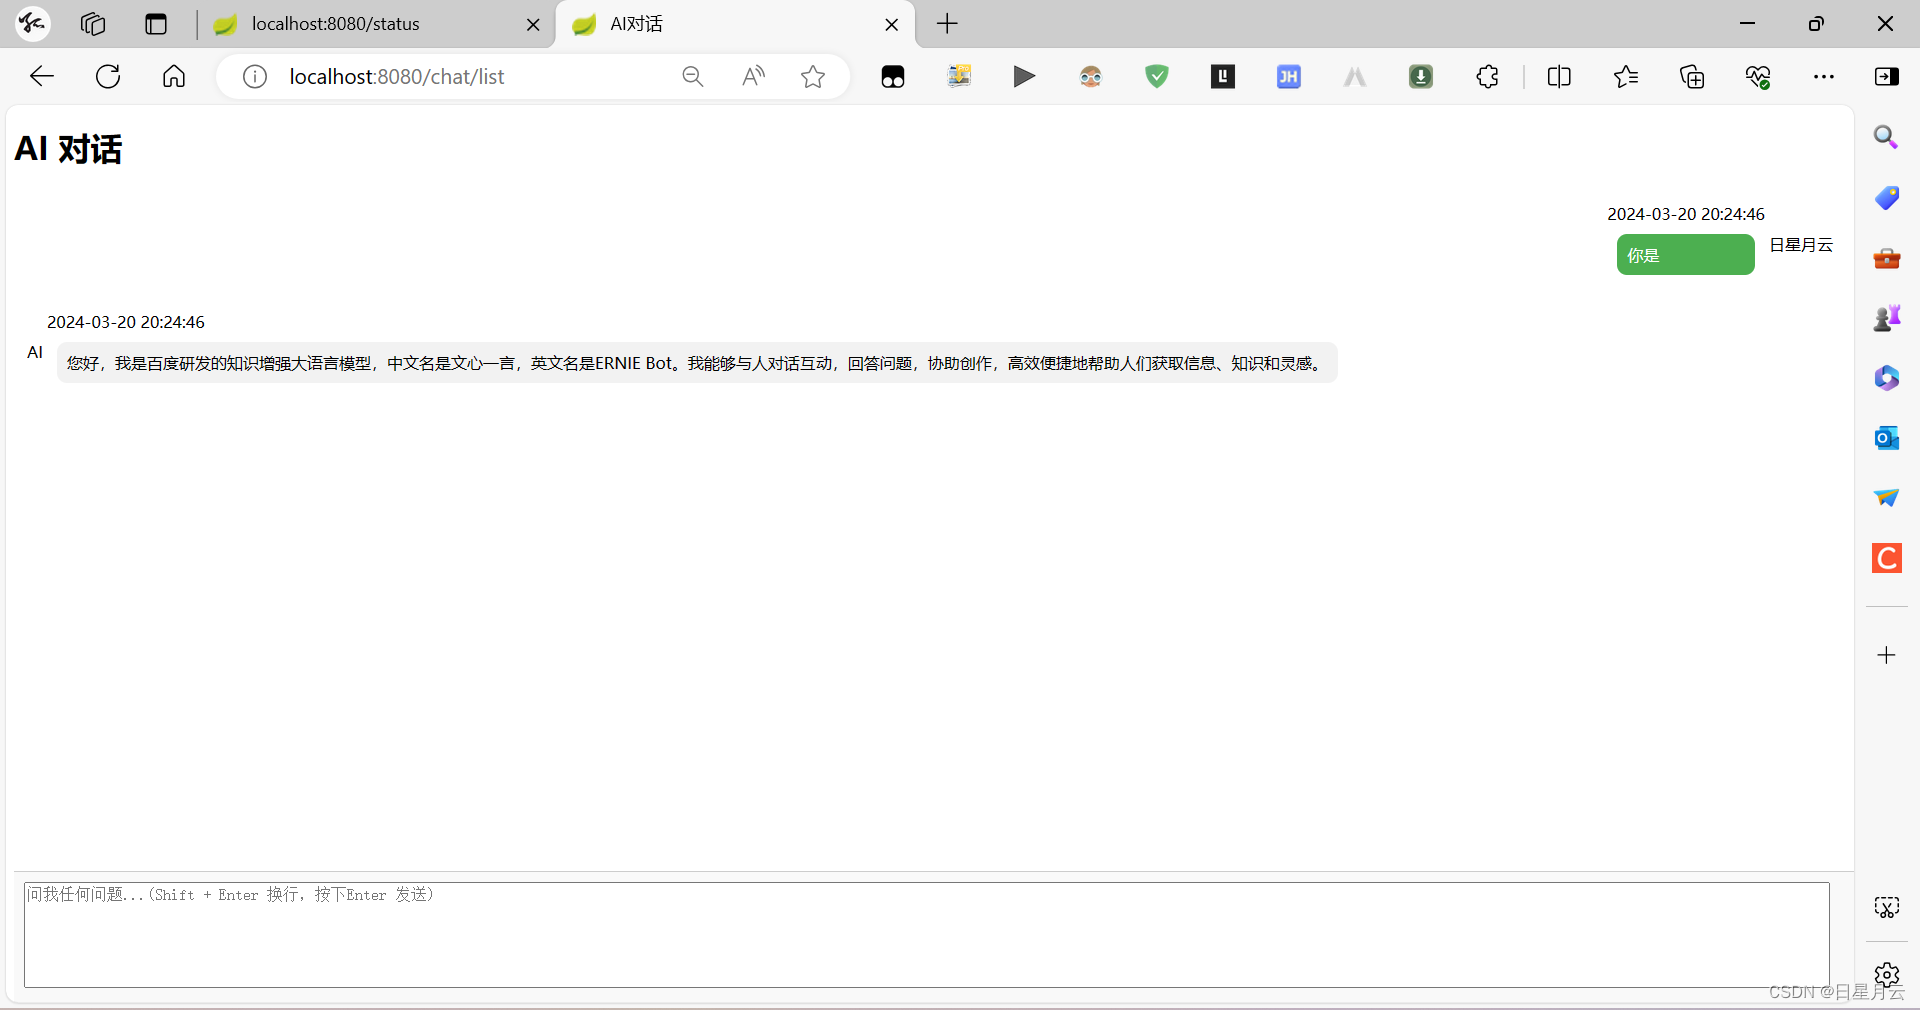 localhost:8080/status
AI对话
localhost:8080/chat/list
JH
AI 对话
2024-03-20 20:24:46
你是
日星月云
2024-03-20 20:24:46
AI
您好，我是百度研发的知识增强大语言模型，中文名是文心一言，英文名是ERNIE Bot。我能够与人对话互动，回答问题，协助创作，高效便捷地帮助人们获取信息、知识和灵感。
问我任何问题...(Shift + Enter 换行，按下Enter 发送)
CSDN @日星月云